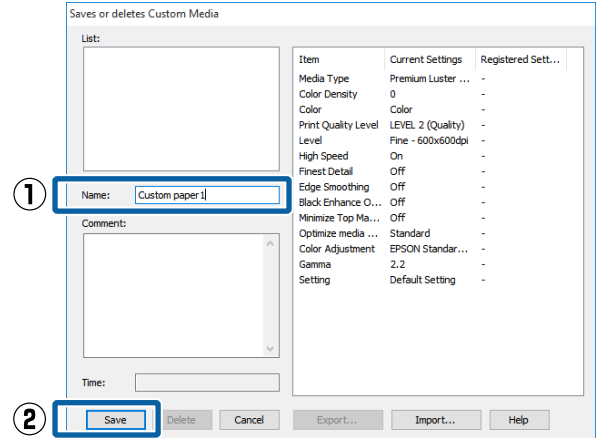 Saves or deletes Custom Media
List:
Item Current Settings Registered Sett...
Media Type Premium Luster ... -
Color Density 0 -
Color Color -
Print Quality Level LEVEL 2 (Quality) -
Level Fine - 600x600dpi -
High Speed On -
Finest Detail Off -
Edge Smoothing Off -
Black Enhance O... Off -
Minimize Top Ma... Off -
Optimize media ... Standard -
Color Adjustment EPSON Standar... -
Gamma 2.2 -
Setting Default Setting -
1 Name: Custom paper1
Comment:
Time:
2 Save Delete Cancel Export... Import... Help